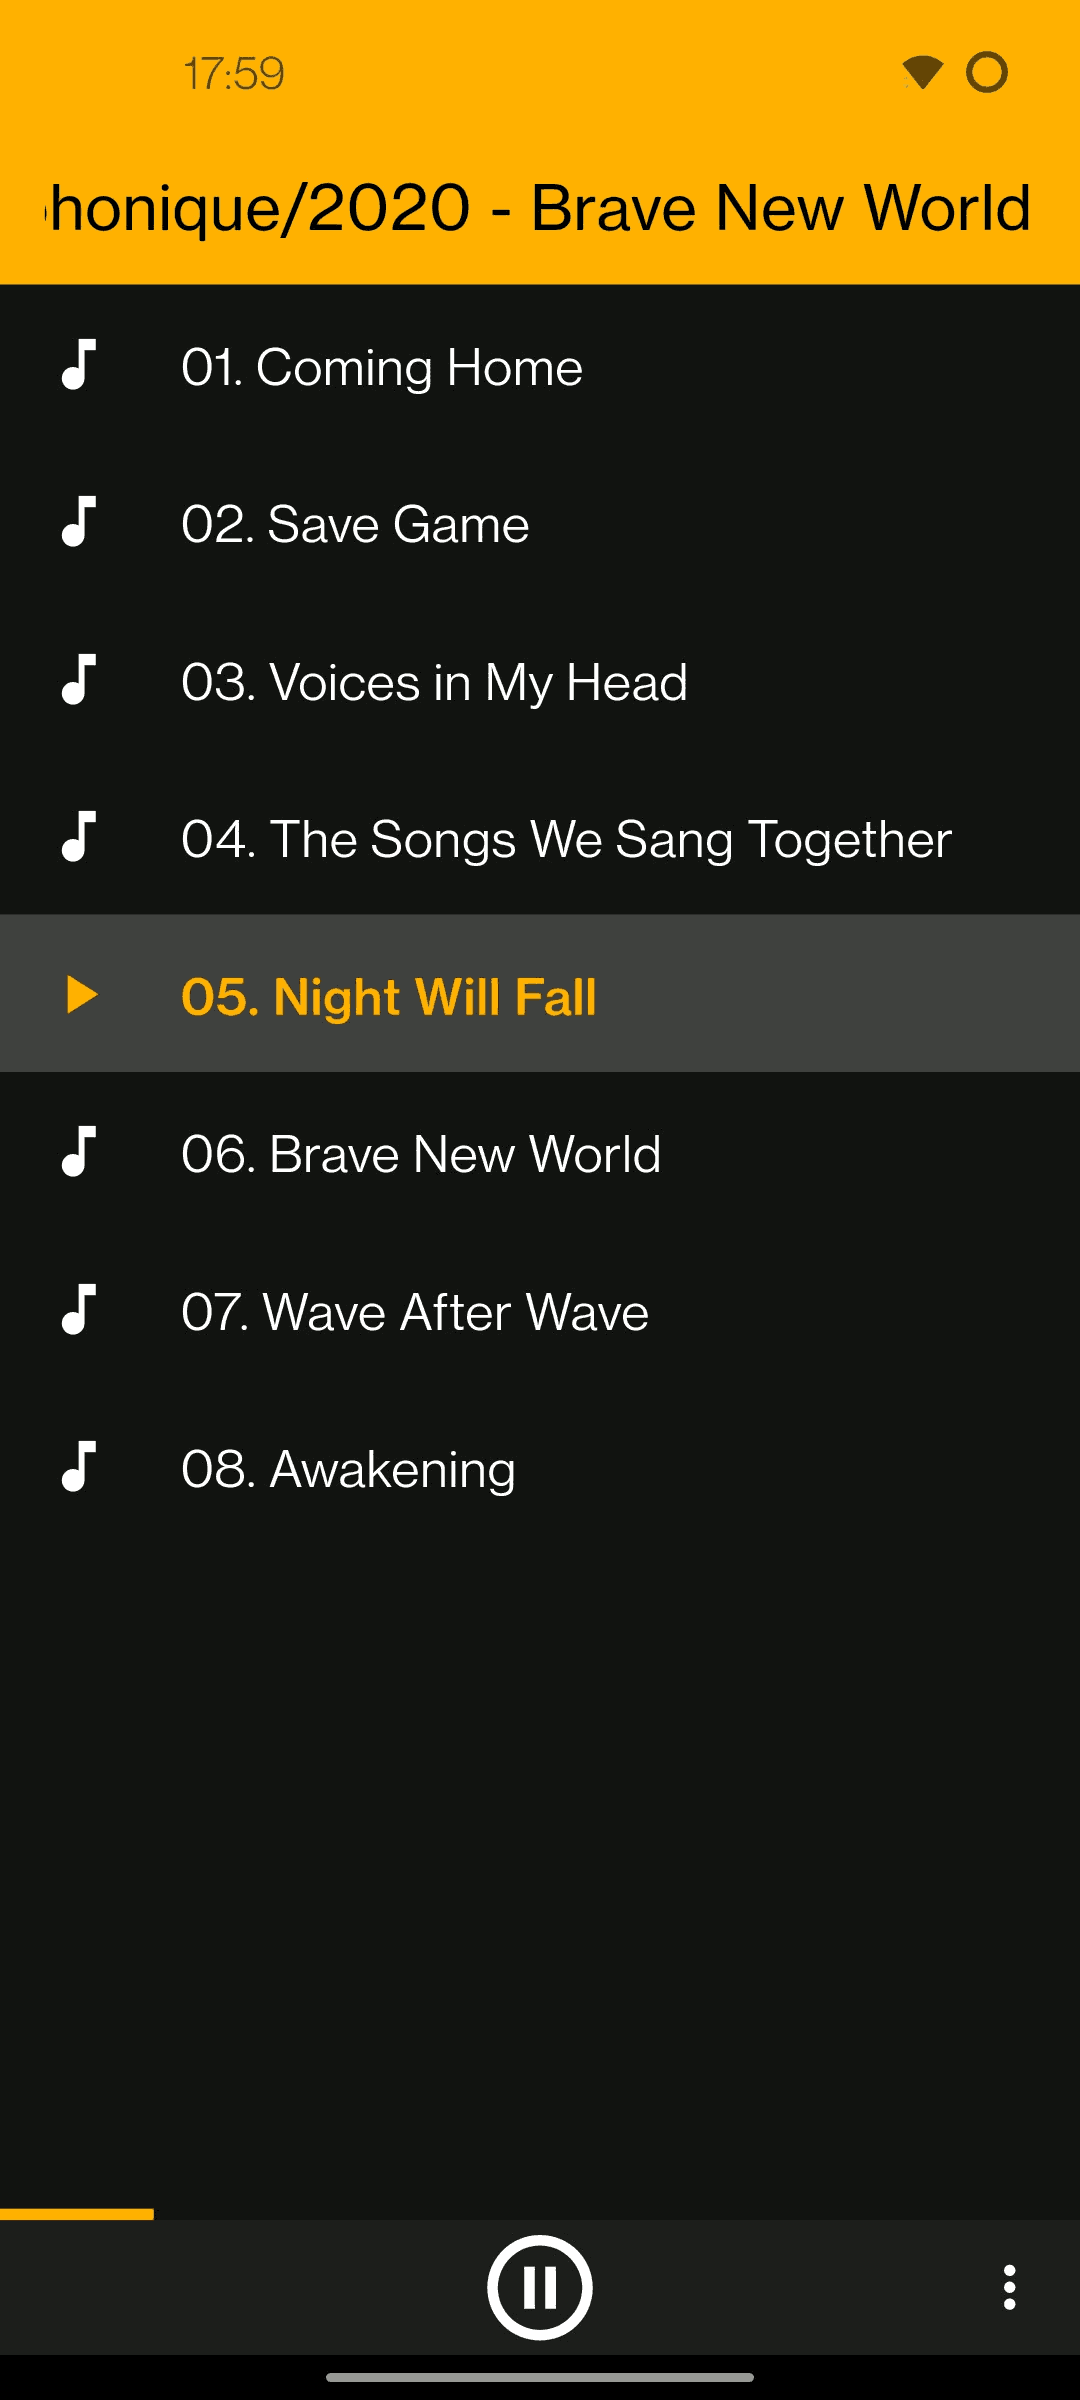 17:59
honique/2020 - Brave New World
01. Coming Home
02. Save Game
03. Voices in My Head
04. The Songs We Sang Together
05. Night Will Fall
06. Brave New World
07. Wave After Wave
08. Awakening